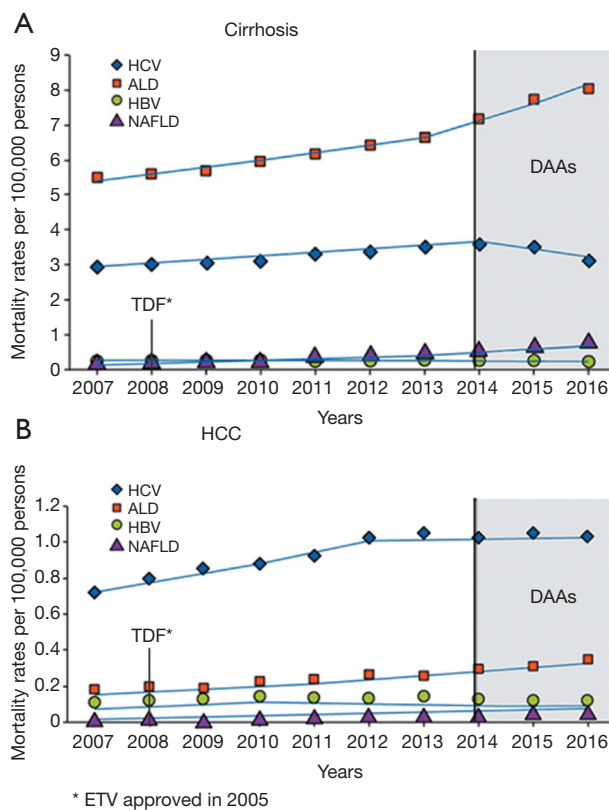 A
Cirrhosis
Mortality rates per 100,000 persons
9
8
7
6
5
4
3
2
1
0
HCV
ALD
HBV
NAFLD
DAAs
TDF*
2007 2008 2009 2010 2011 2012 2013 2014 2015 2016
Years
B
HCC
Mortality rates per 100,000 persons
1.2
1.0
0.8
0.6
0.4
0.2
0
HCV
ALD
HBV
NAFLD
DAAs
TDF*
2007 2008 2009 2010 2011 2012 2013 2014 2015 2016
Years
* ETV approved in 2005